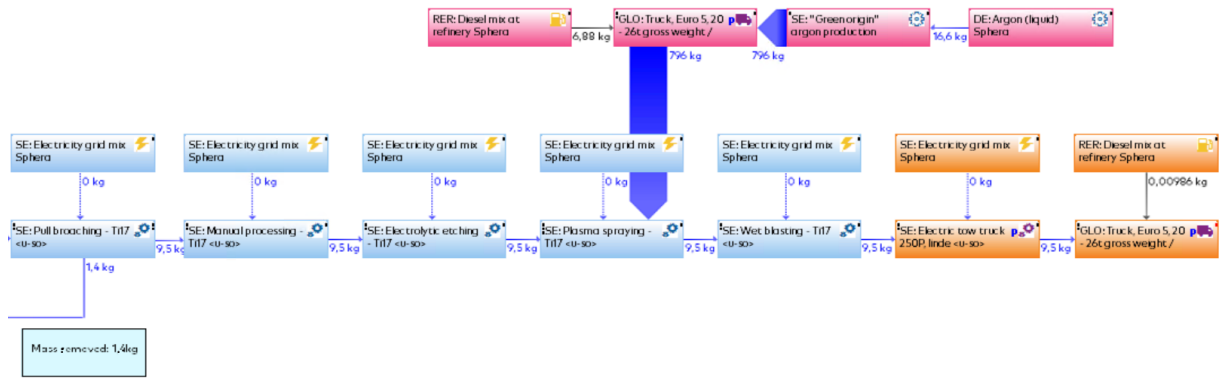 RER: Diesel mix at
refinery Sphera
6,88 kg
GLO: Truck, Euro 5, 20 p
- 26t gross weight /
796 kg
796 kg
SE: "Green origin"
argon production
16,6 kg
DE: Argon (liquid)
Sphera
SE: Electricity grid mix
Sphera
0 kg
SE: Electricity grid mix
Sphera
0 kg
SE: Electricity grid mix
Sphera
0 kg
SE: Electricity grid mix
Sphera
0 kg
SE: Electricity grid mix
Sphera
0 kg
SE: Electricity grid mix
Sphera
0 kg
RER: Diesel mix at
refinery Sphera
0,00986 kg
SE: Pull broaching - Ti17
<u-so>
9,5 kg
SE: Manual processing -
Ti17 <u-so>
9,5 kg
SE: Electrolytic etching
- Ti17 <u-so>
9,5 kg
SE: Plasma spraying -
Ti17 <u-so>
9,5 kg
SE: Wet blasting - Ti17
<u-so>
9,5 kg
SE: Electric tow truck p
250P, linde <u-so>
9,5 kg
GLO: Truck, Euro 5, 20 p
- 26t gross weight /
1,4 kg
Mass removed: 1,4kg